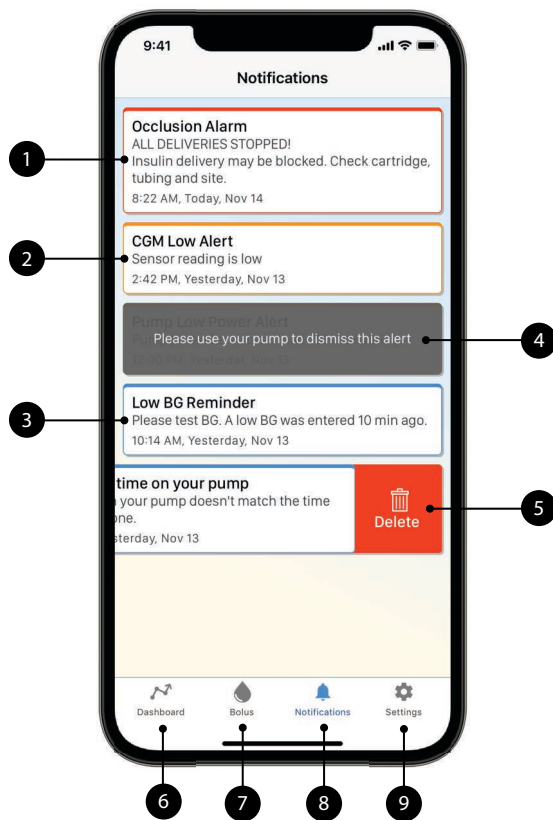 9:41
Notifications
Occlusion Alarm
ALL DELIVERIES STOPPED!
Insulin delivery may be blocked. Check cartridge,
tubing and site.
8:22 AM, Today, Nov 14
1
CGM Low Alert
Sensor reading is low
2:42 PM, Yesterday, Nov 13
2
Pump Low Power Alert
Please use your pump to dismiss this alert
4
Low BG Reminder
Please test BG. A low BG was entered 10 min ago.
10:14 AM, Yesterday, Nov 13
3
time on your pump
your pump doesn't match the time
one.
sterday, Nov 13
Delete
5
Dashboard
Bolus
Notifications
Settings
6
7
8
9